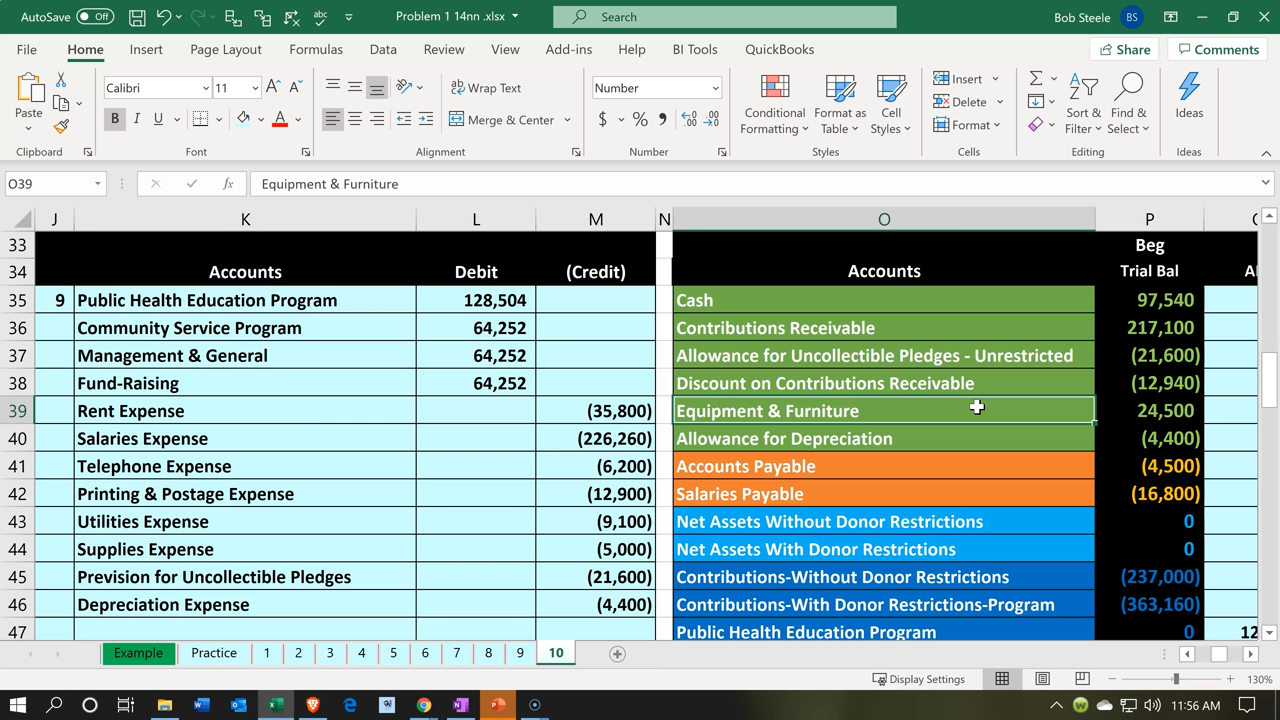 AutoSave Off Problem 1 14nn .xlsx Search Bob Steele BS
File Home Insert Page Layout Formulas Data Review View Add-ins Help BI Tools QuickBooks Share Comments
Paste Calibri 11 Wrap Text Number Conditional Formatting Format as Table Cell Styles Insert Sort & Filter Find & Select Ideas
B I U Merge & Center $ % Delete Format
Clipboard Font Alignment Number Styles Cells Editing Ideas
O39 fx Equipment & Furniture
J K L M N O P
33 Beg
34 Accounts Debit (Credit) Accounts Trial Bal
35 9 Public Health Education Program 128,504 Cash 97,540
36 Community Service Program 64,252 Contributions Receivable 217,100
37 Management & General 64,252 Allowance for Uncollectible Pledges - Unrestricted (21,600)
38 Fund-Raising 64,252 Discount on Contributions Receivable (12,940)
39 Rent Expense (35,800) Equipment & Furniture 24,500
40 Salaries Expense (226,260) Allowance for Depreciation (4,400)
41 Telephone Expense (6,200) Accounts Payable (4,500)
42 Printing & Postage Expense (12,900) Salaries Payable (16,800)
43 Utilities Expense (9,100) Net Assets Without Donor Restrictions 0
44 Supplies Expense (5,000) Net Assets With Donor Restrictions 0
45 Prevision for Uncollectible Pledges (21,600) Contributions-Without Donor Restrictions (237,000)
46 Depreciation Expense (4,400) Contributions-With Donor Restrictions-Program (363,160)
47 Public Health Education Program 0 12
Example Practice 1 2 3 4 5 6 7 8 9 10
Display Settings 130%
11:56 AM